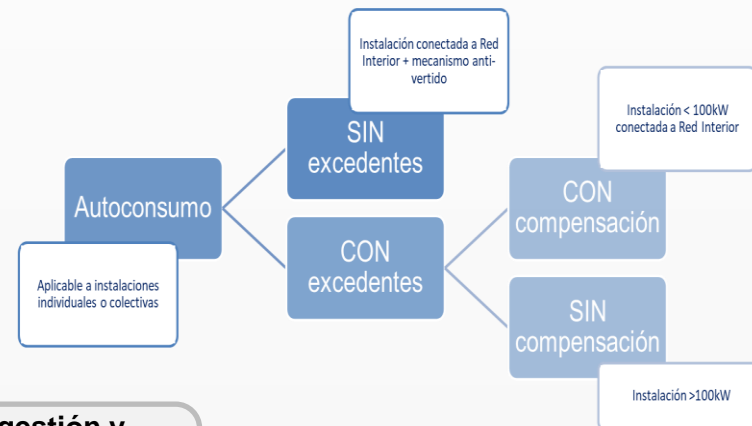 Instalación conectada a Red
Interior + mecanismo anti-
vertido
SIN
excedentes
Instalación < 100kW
conectada a Red Interior
Autoconsumo
CON
compensación
Aplicable a instalaciones
individuales o colectivas
CON
excedentes
SIN
compensación
Instalación >100kW
gestión y